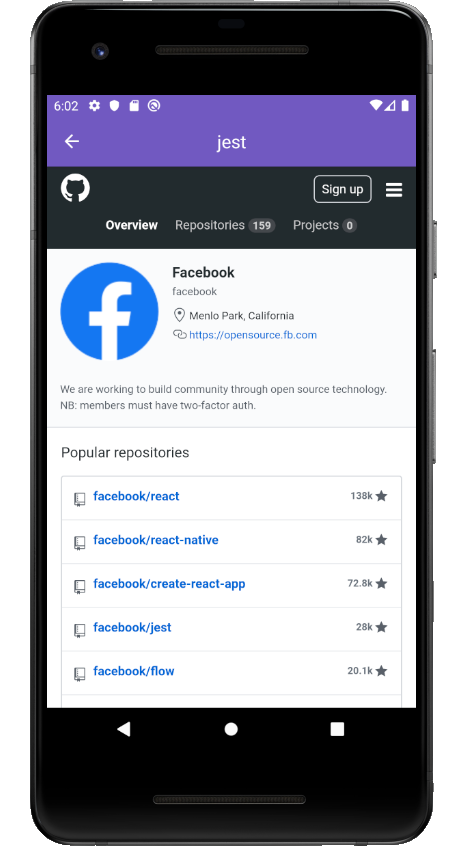 6:02
jest
Sign up
Overview Repositories 159 Projects 0
Facebook
facebook
Menlo Park, California
https://opensource.fb.com
We are working to build community through open source technology.
NB: members must have two-factor auth.
Popular repositories
facebook/react 138k
facebook/react-native 82k
facebook/create-react-app 72.8k
facebook/jest 28k
facebook/flow 20.1k